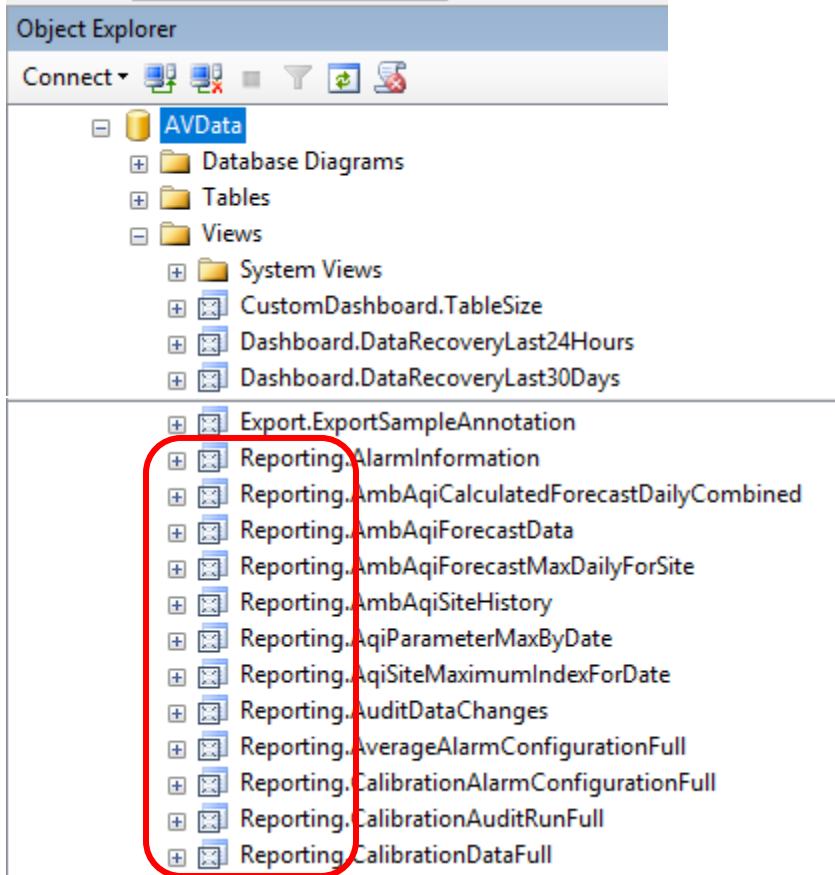 Object Explorer
Connect
AVData
Database Diagrams
Tables
Views
System Views
CustomDashboard.TableSize
Dashboard.DataRecoveryLast24Hours
Dashboard.DataRecoveryLast30Days
Export.ExportSampleAnnotation
Reporting.AlarmInformation
Reporting.AmbAqiCalculatedForecastDailyCombined
Reporting.AmbAqiForecastData
Reporting.AmbAqiForecastMaxDailyForSite
Reporting.AmbAqiSiteHistory
Reporting.AqiParameterMaxByDate
Reporting.AqiSiteMaximumIndexForDate
Reporting.AuditDataChanges
Reporting.AverageAlarmConfigurationFull
Reporting.CalibrationAlarmConfigurationFull
Reporting.CalibrationAuditRunFull
Reporting.CalibrationDataFull